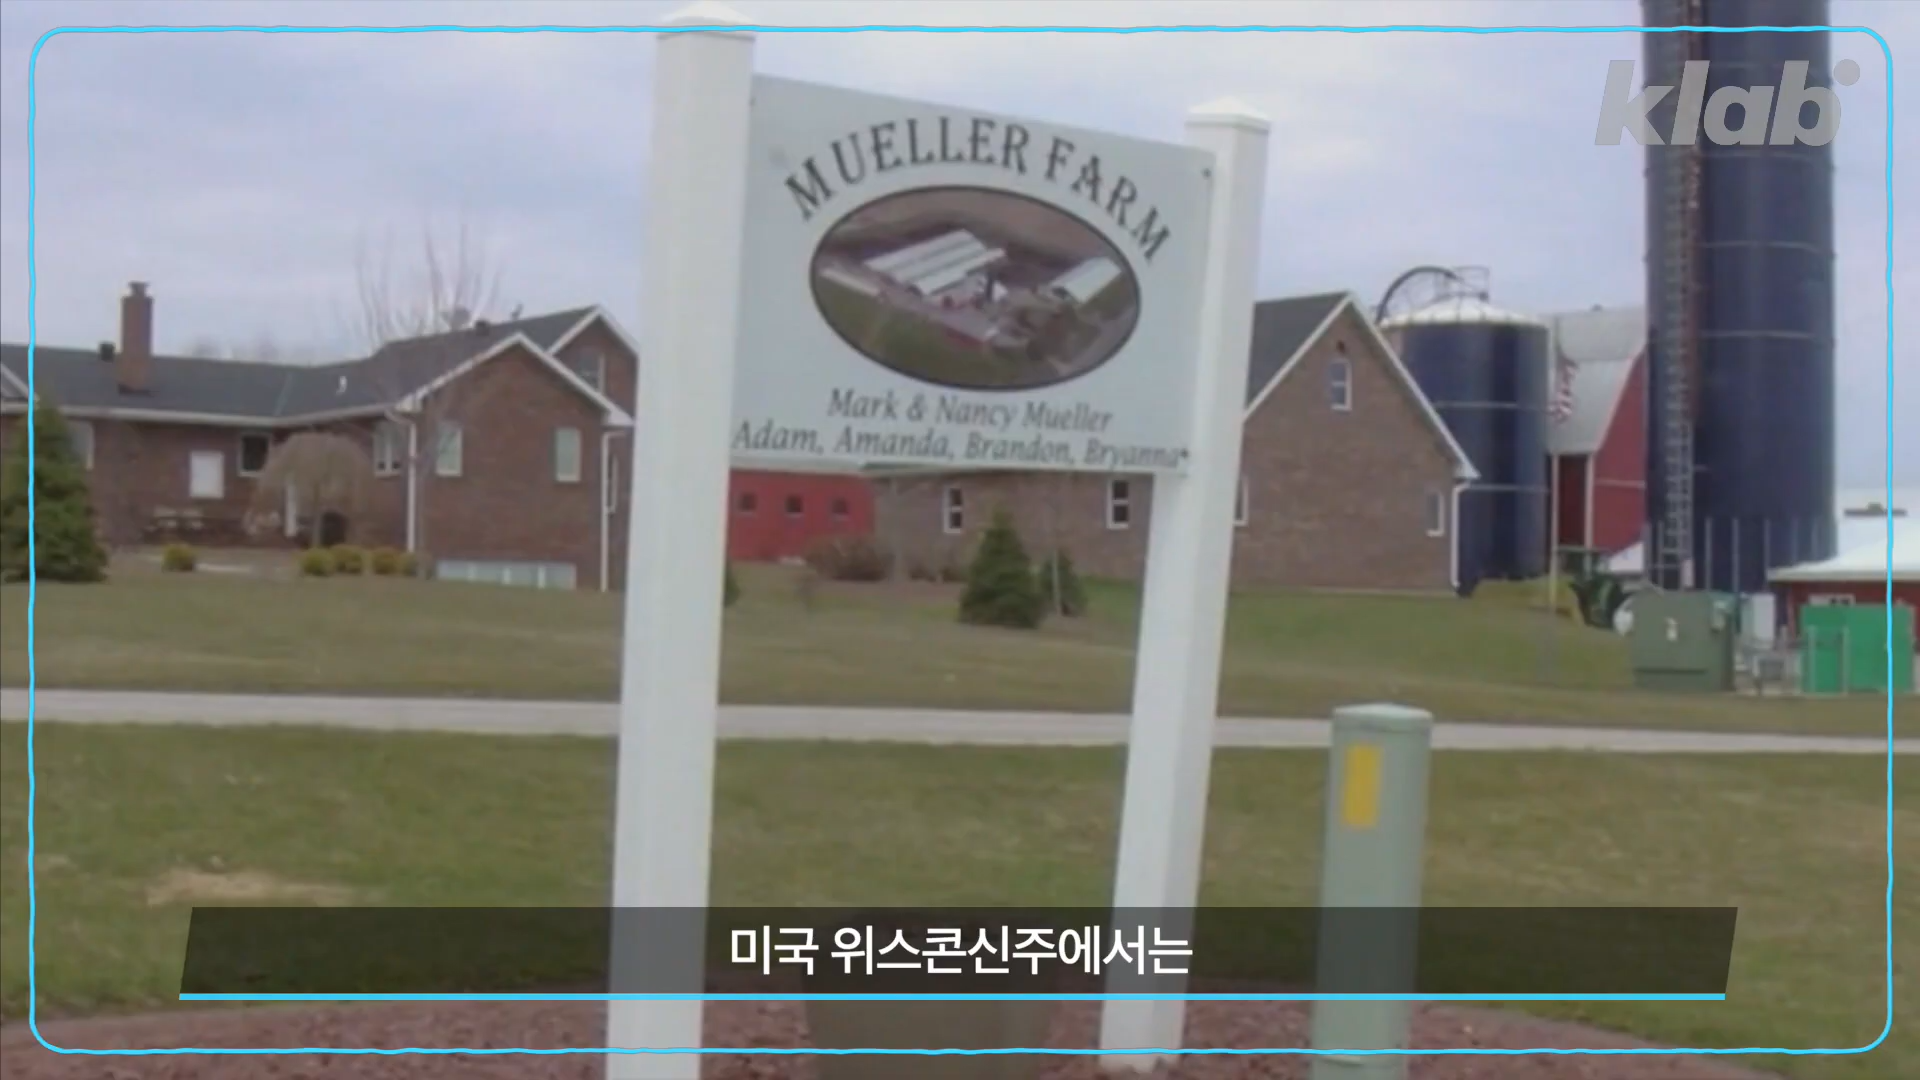 klab
MUELLER FARM
Mark & Nancy Mueller
Adam, Amanda, Brandon, Bryanna
미국 위스콘신주에서는